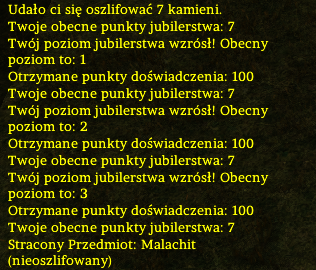 Udało ci się oszlifować 7 kamieni.
Twoje obecne punkty jubilerstwa: 7
Twój poziom jubilerstwa wzrósł! Obecny
poziom to: 1
Otrzymane punkty doświadczenia: 100
Twoje obecne punkty jubilerstwa: 7
Twój poziom jubilerstwa wzrósł! Obecny
poziom to: 2
Otrzymane punkty doświadczenia: 100
Twoje obecne punkty jubilerstwa: 7
Twój poziom jubilerstwa wzrósł! Obecny
poziom to: 3
Otrzymane punkty doświadczenia: 100
Twoje obecne punkty jubilerstwa: 7
Stracony Przedmiot: Malachit
(nieoszlifowany)